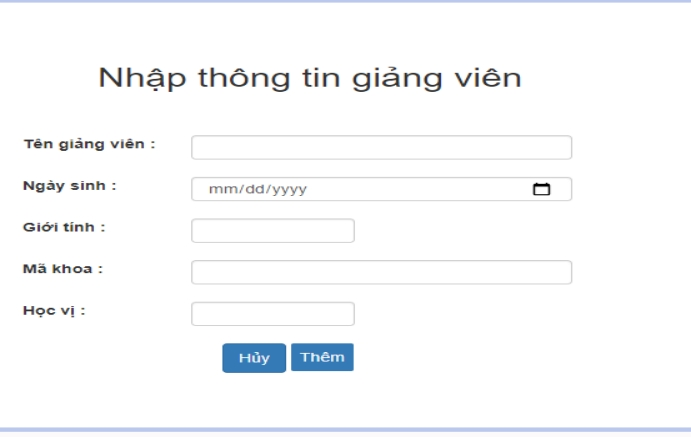 Nhập thông tin giảng viên
Tên giảng viên :
Ngày sinh :
mm/dd/yyyy
Giới tính :
Mã khoa :
Học vị :
Hủy Thêm